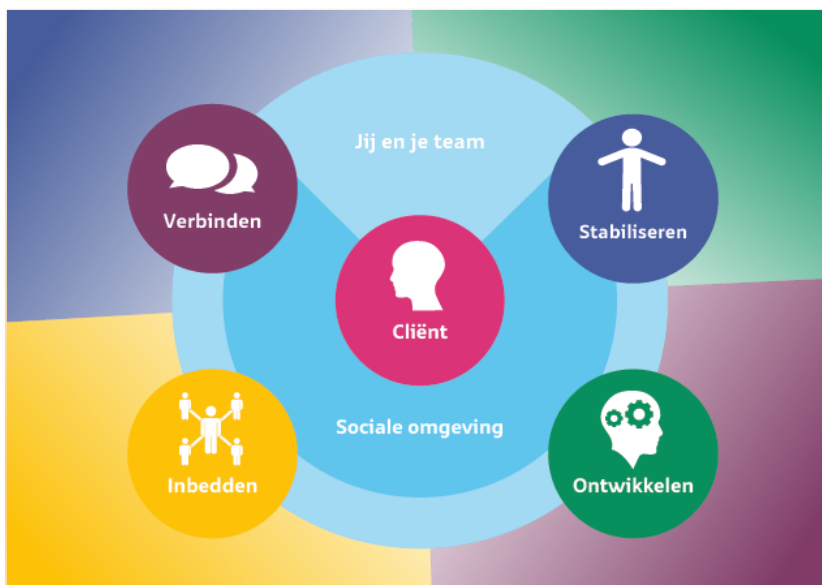 Jij en je team
Verbinden
Stabiliseren
Cliënt
Sociale omgeving
Inbedden
Ontwikkelen